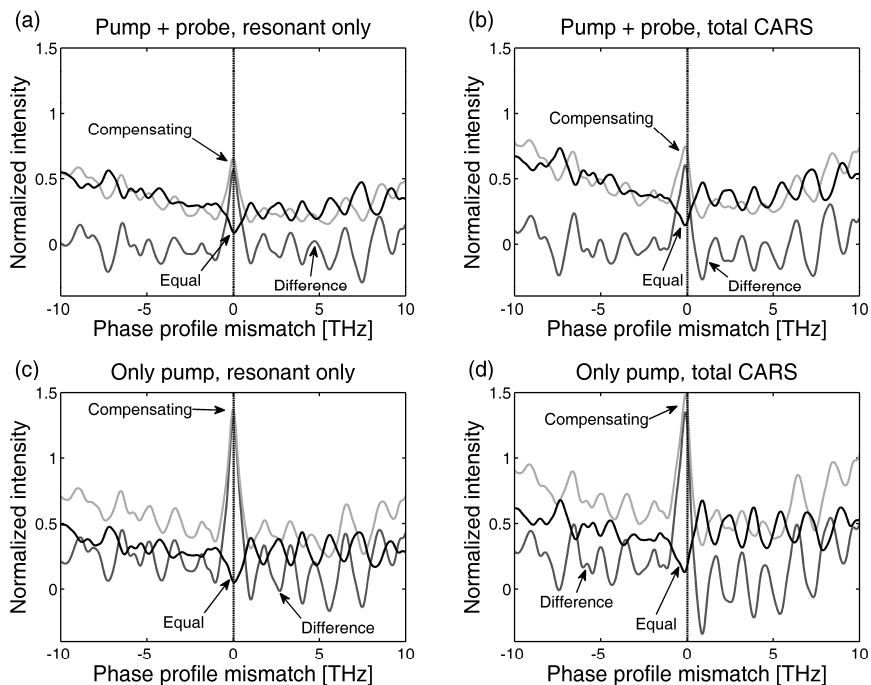 (a)
Pump + probe, resonant only
1.5
1
0.5
0
Normalized intensity
Compensating
Equal
Difference
-10
-5
0
5
10
Phase profile mismatch [THz]
(b)
Pump + probe, total CARS
1.5
1
0.5
0
Normalized intensity
Compensating
Equal
Difference
-10
-5
0
5
10
Phase profile mismatch [THz]
(c)
Only pump, resonant only
1.5
1
0.5
0
Normalized intensity
Compensating
Equal
Difference
-10
-5
0
5
10
Phase profile mismatch [THz]
(d)
Only pump, total CARS
1.5
1
0.5
0
Normalized intensity
Compensating
Difference
Equal
-10
-5
0
5
10
Phase profile mismatch [THz]